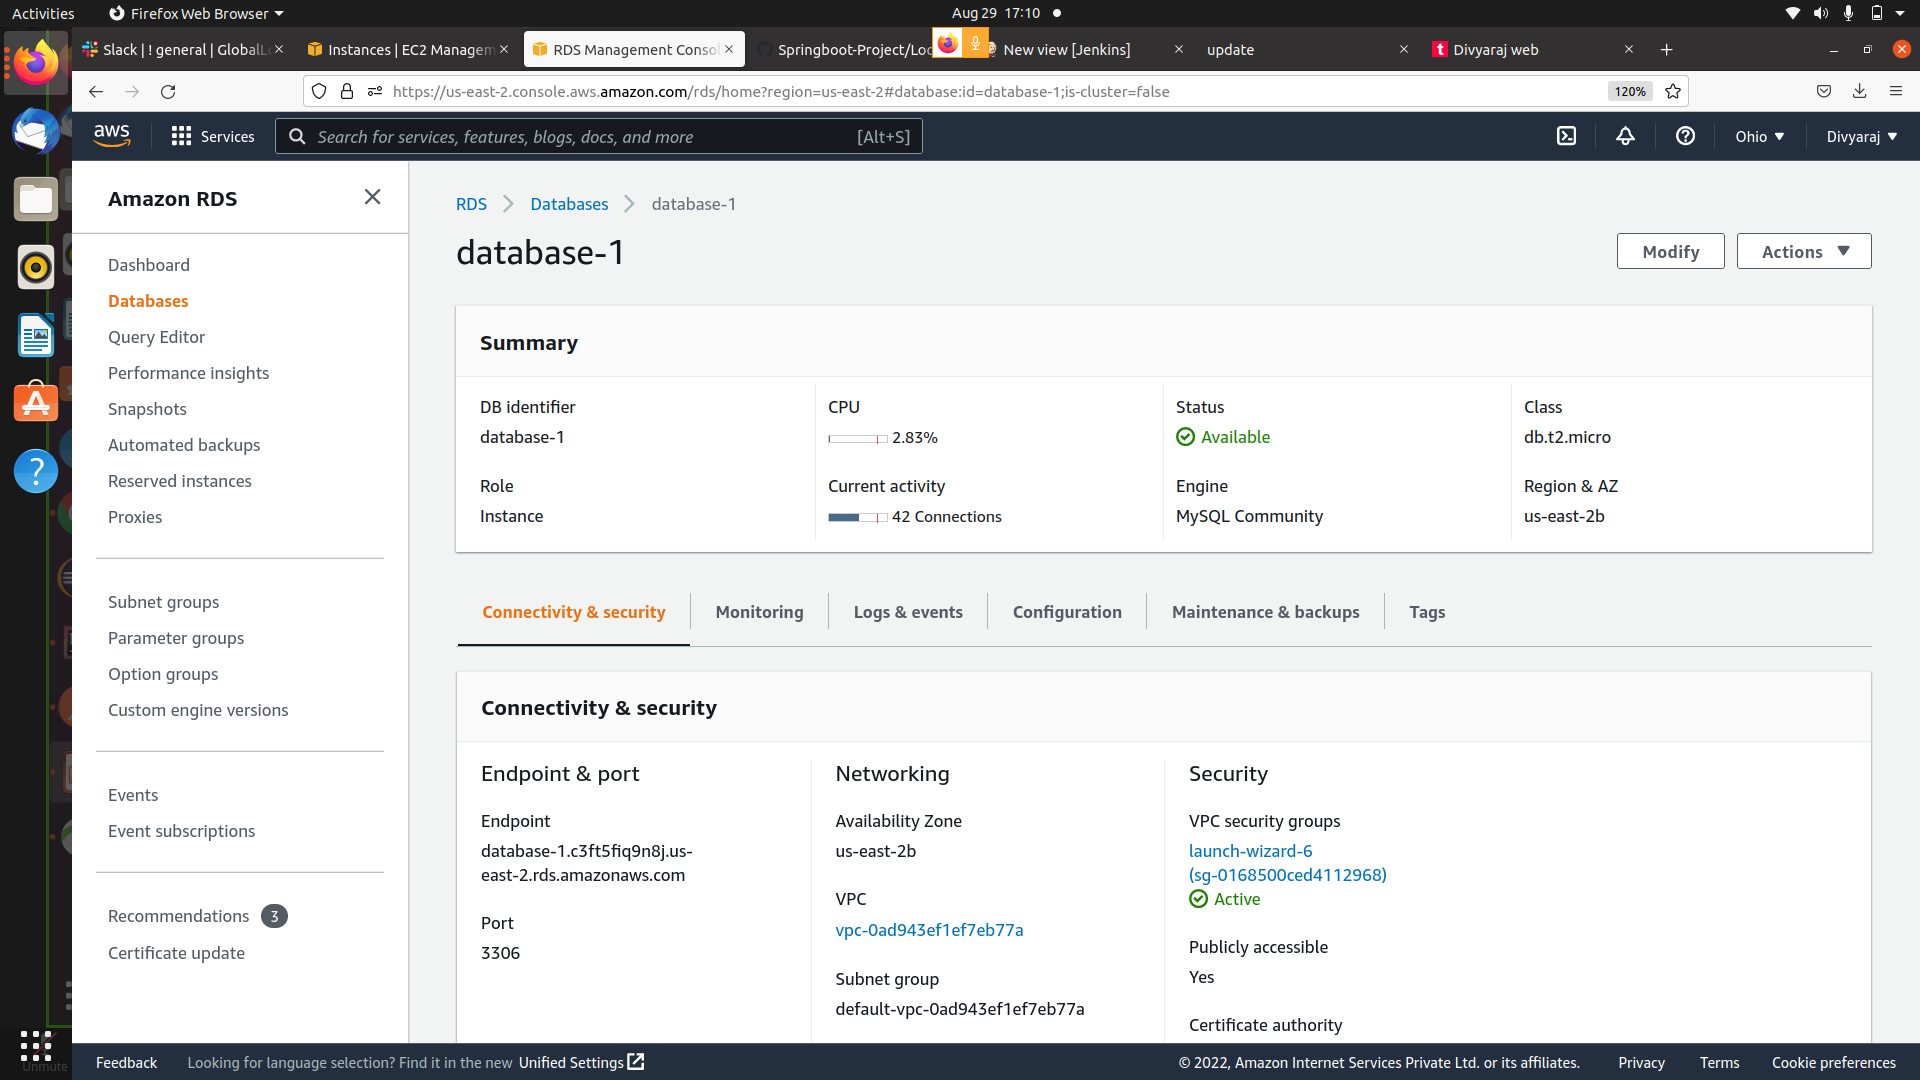 Activities
Firefox Web Browser
Aug 29 17:10
Slack | ! general | GlobalL
Instances | EC2 Managem
RDS Management Consol
Springboot-Project/Loc
New view [Jenkins]
update
t
Divyaraj web
https://us-east-2.console.aws.amazon.com/rds/home?region=us-east-2#database:id=database-1;is-cluster=false
120%
aws
Services
Search for services, features, blogs, docs, and more
[Alt+S]
Ohio
Divyaraj
Amazon RDS
Dashboard
Databases
Query Editor
Performance insights
Snapshots
Automated backups
Reserved instances
Proxies
Subnet groups
Parameter groups
Option groups
Custom engine versions
Events
Event subscriptions
Recommendations 3
Certificate update
RDS
Databases
database-1
database-1
Modify
Actions
Summary
DB identifier
database-1
CPU
2.83%
Status
Available
Class
db.t2.micro
Role
Instance
Current activity
42 Connections
Engine
MySQL Community
Region & AZ
us-east-2b
Connectivity & security
Monitoring
Logs & events
Configuration
Maintenance & backups
Tags
Connectivity & security
Endpoint & port
Endpoint
database-1.c3ft5fiq9n8j.us-
east-2.rds.amazonaws.com
Port
3306
Networking
Availability Zone
us-east-2b
VPC
vpc-0ad943ef1ef7eb77a
Subnet group
default-vpc-0ad943ef1ef7eb77a
Security
VPC security groups
launch-wizard-6
(sg-0168500ced4112968)
Active
Publicly accessible
Yes
Certificate authority
Unmute
Feedback
Looking for language selection? Find it in the new Unified Settings
© 2022, Amazon Internet Services Private Ltd. or its affiliates.
Privacy
Terms
Cookie preferences